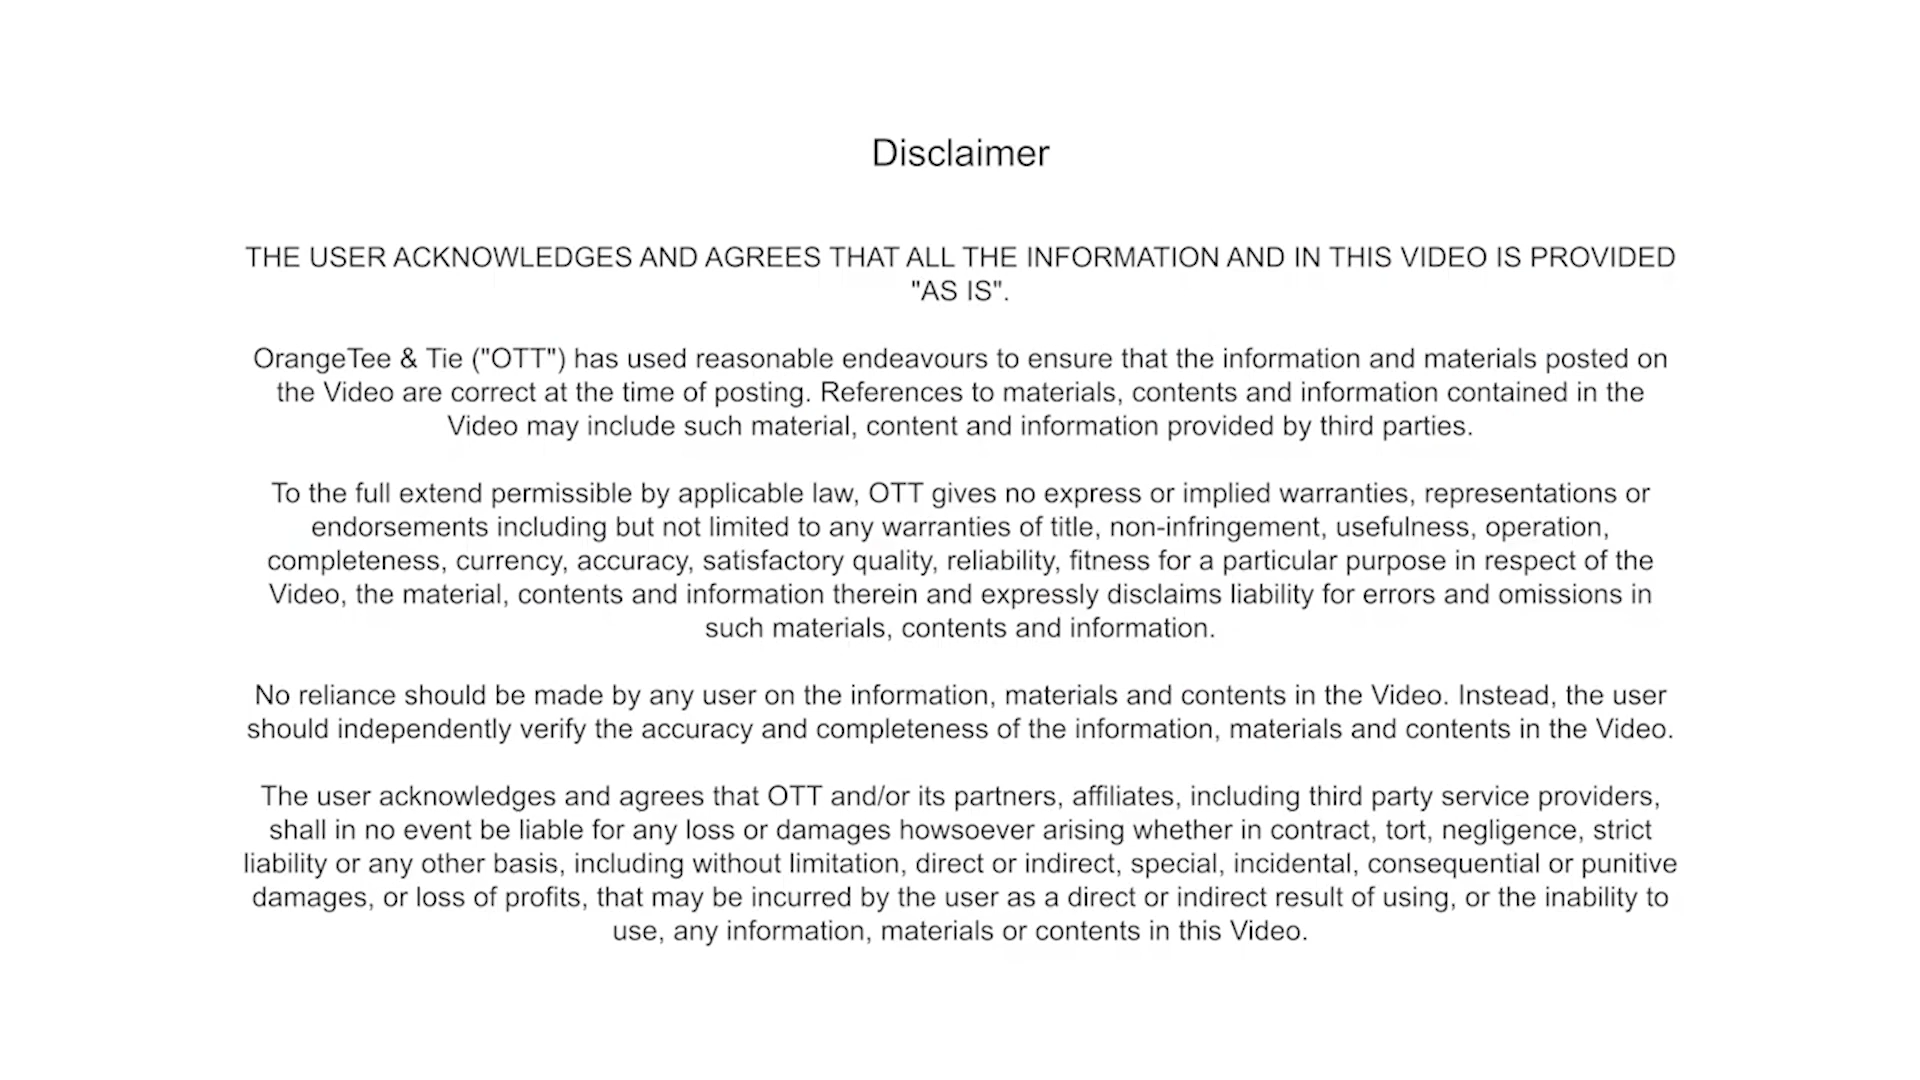 Disclaimer
THE USER ACKNOWLEDGES AND AGREES THAT ALL THE INFORMATION AND IN THIS VIDEO IS PROVIDED
"AS IS".
OrangeTee & Tie ("OTT") has used reasonable endeavours to ensure that the information and materials posted on
the Video are correct at the time of posting. References to materials, contents and information contained in the
Video may include such material, content and information provided by third parties.
To the full extend permissible by applicable law, OTT gives no express or implied warranties, representations or
endorsements including but not limited to any warranties of title, non-infringement, usefulness, operation,
completeness, currency, accuracy, satisfactory quality, reliability, fitness for a particular purpose in respect of the
Video, the material, contents and information therein and expressly disclaims liability for errors and omissions in
such materials, contents and information.
No reliance should be made by any user on the information, materials and contents in the Video. Instead, the user
should independently verify the accuracy and completeness of the information, materials and contents in the Video.
The user acknowledges and agrees that OTT and/or its partners, affiliates, including third party service providers,
shall in no event be liable for any loss or damages howsoever arising whether in contract, tort, negligence, strict
liability or any other basis, including without limitation, direct or indirect, special, incidental, consequential or punitive
damages, or loss of profits, that may be incurred by the user as a direct or indirect result of using, or the inability to
use, any information, materials or contents in this Video.